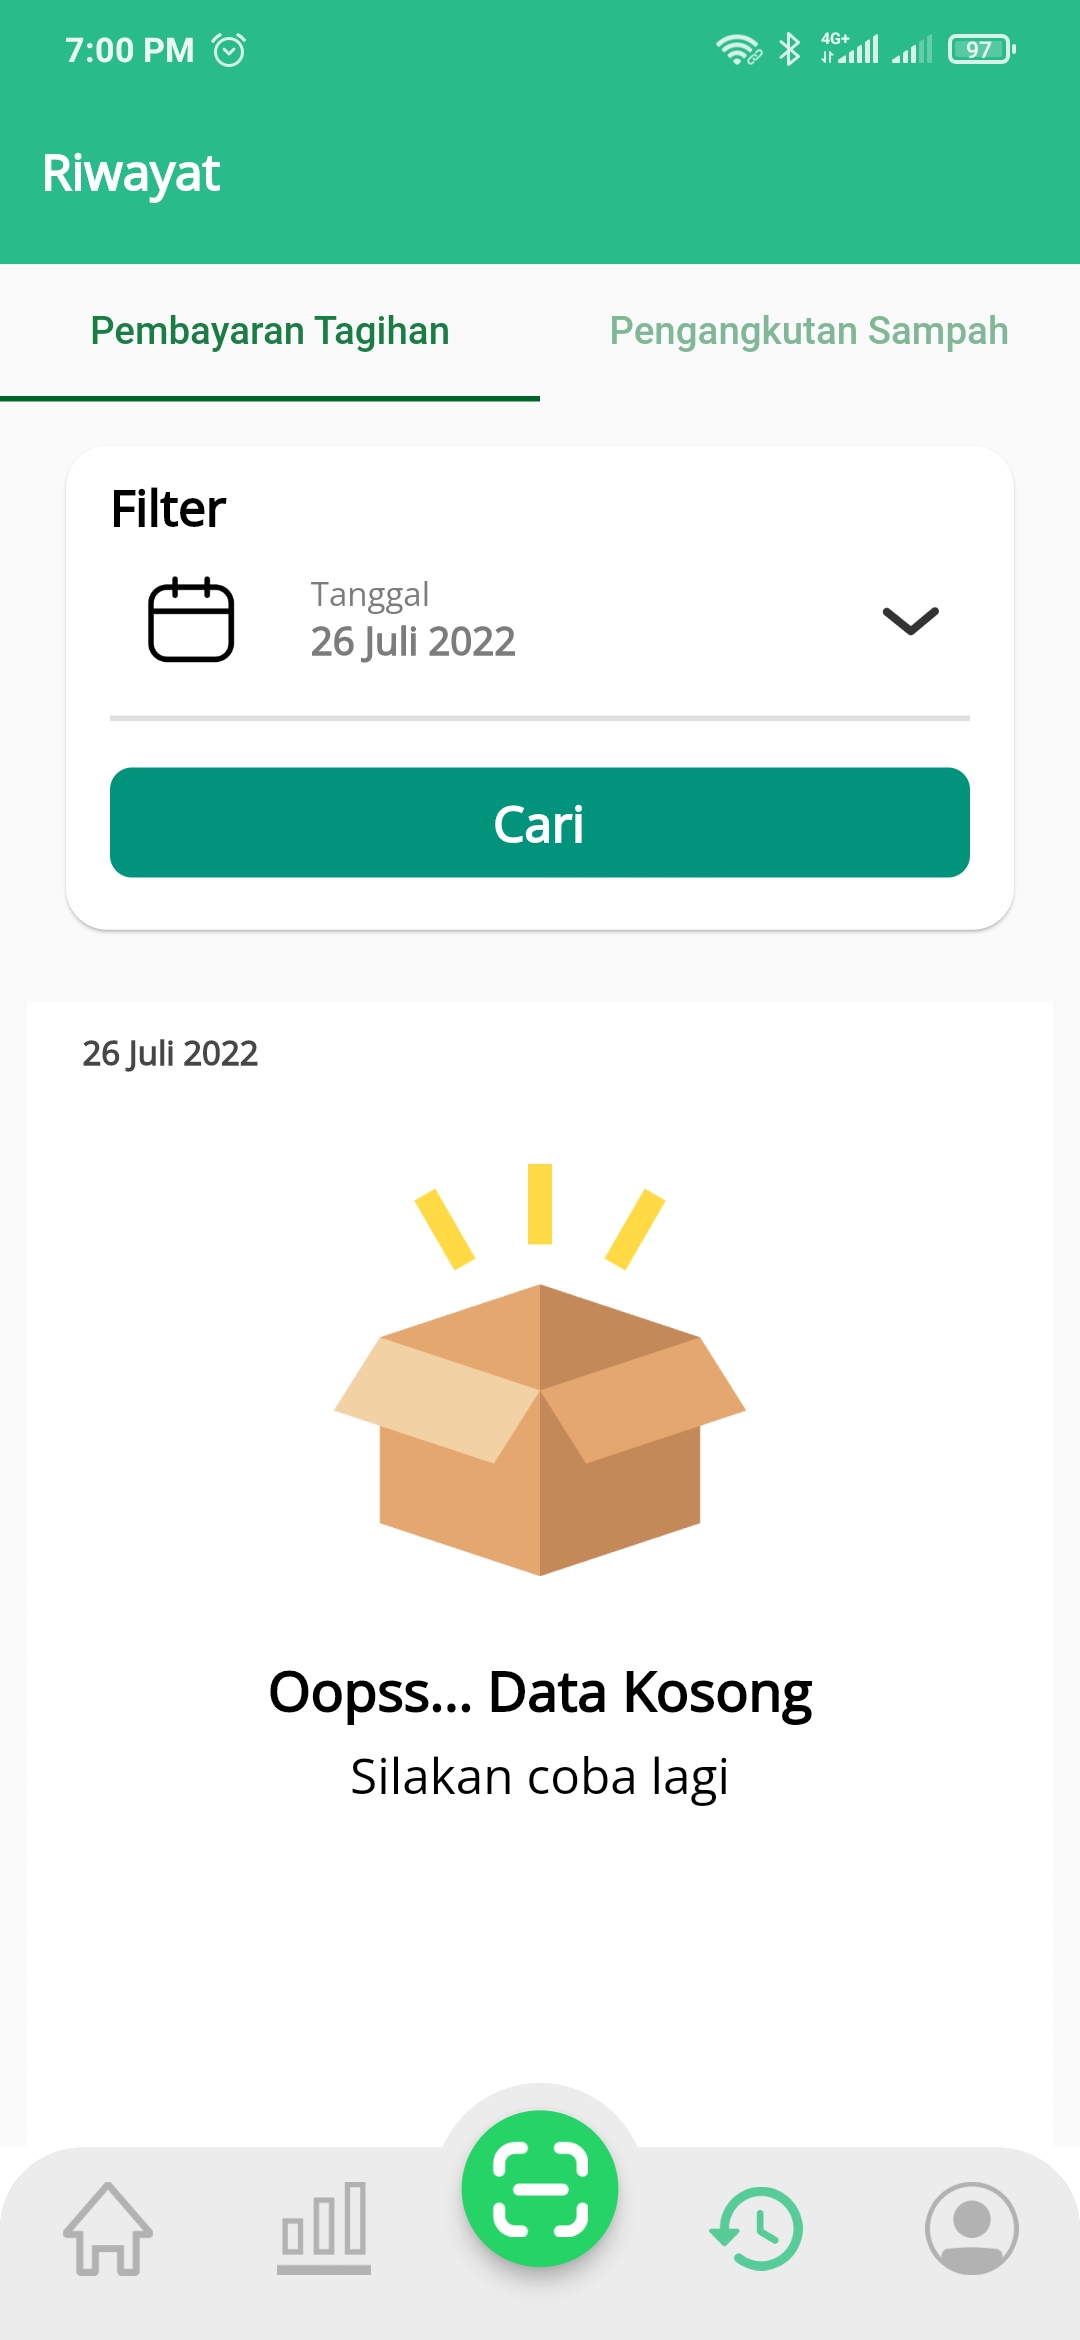 7:00 PM
4G+
97
Riwayat
Pembayaran Tagihan
Pengangkutan Sampah
Filter
Tanggal
26 Juli 2022
Cari
26 Juli 2022
Oopss... Data Kosong
Silakan coba lagi